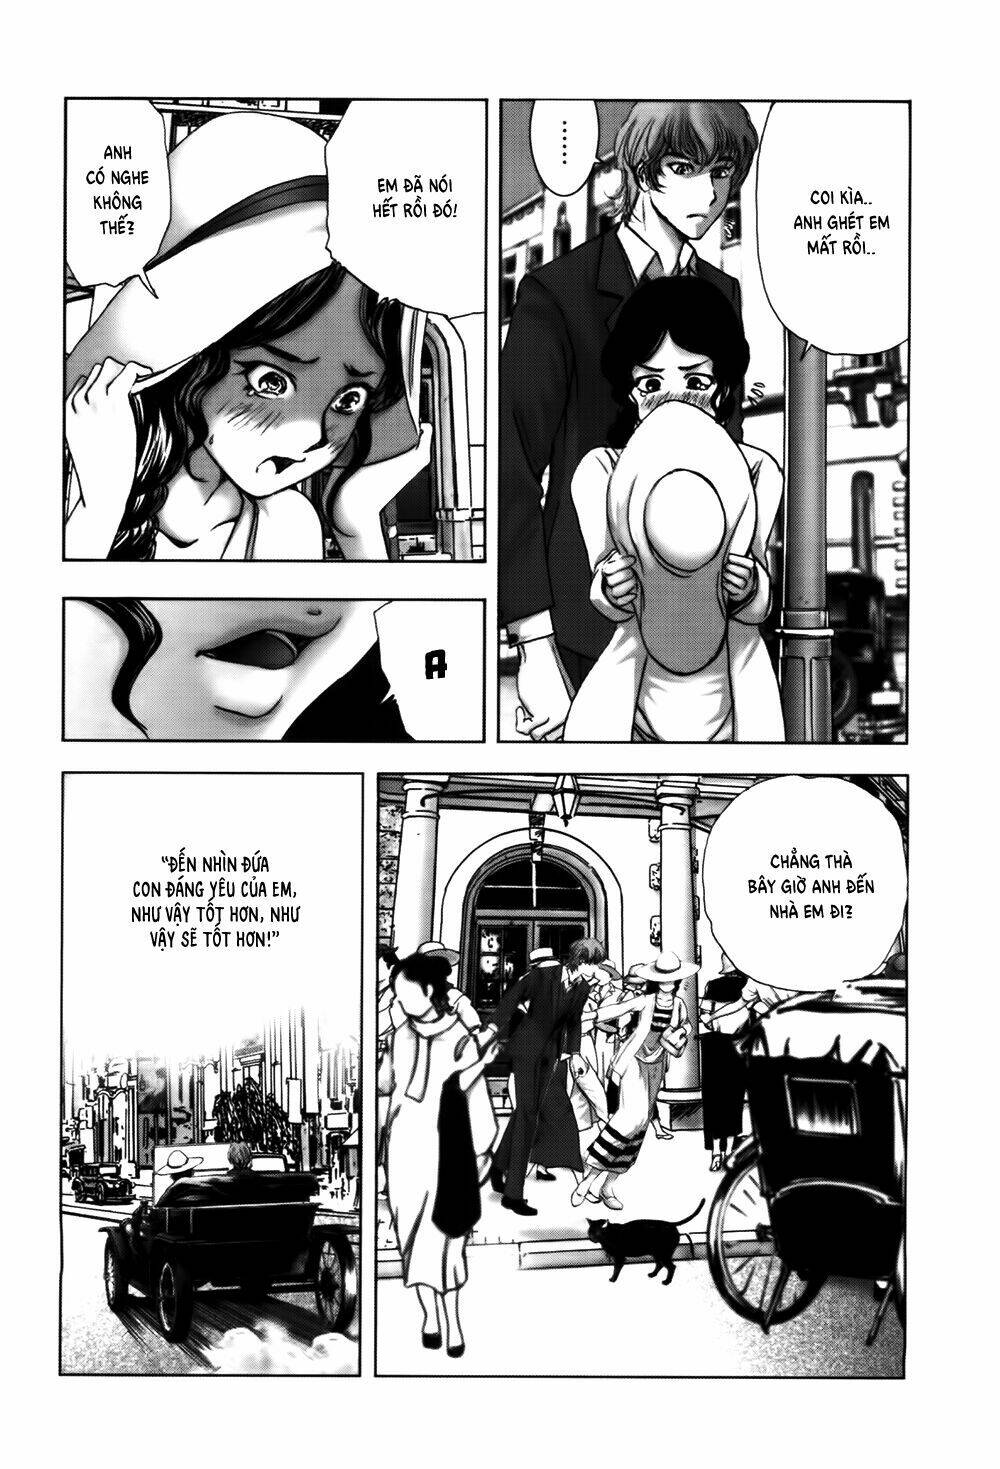 COI KÌA..
ANH GHÉT EM
MẤT RỒI..
......
EM ĐÃ NÓI
HẾT RỒI ĐÓ!
ANH
CÓ NGHE
KHÔNG
THẾ?
A
CHẲNG THÀ
BÂY GIỜ ANH ĐẾN
NHÀ EM ĐI?
“ĐẾN NHÌN ĐỨA
CON ĐÁNG YÊU CỦA EM,
NHƯ VẬY TỐT HƠN, NHƯ
VẬY SẼ TỐT HƠN!”